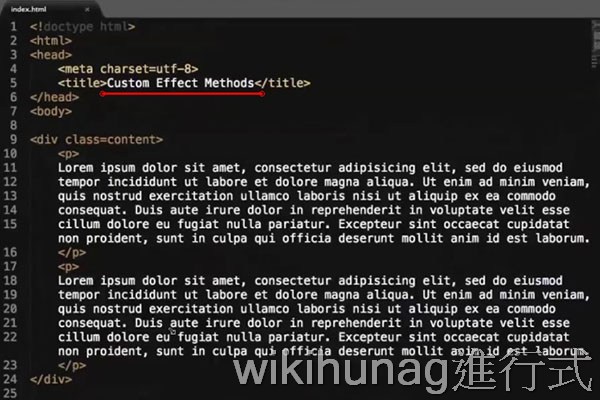 index.html ×
1 <!doctype html>
2 <html>
3 <head>
4 <meta charset=utf-8>
5 <title>Custom Effect Methods</title>
6 </head>
7 <body>
8
9 <div class=content>
10 <p>
11 Lorem ipsum dolor sit amet, consectetur adipisicing elit, sed do eiusmod
12 tempor incididunt ut labore et dolore magna aliqua. Ut enim ad minim veniam,
13 quis nostrud exercitation ullamco laboris nisi ut aliquip ex ea commodo
14 consequat. Duis aute irure dolor in reprehenderit in voluptate velit esse
15 cillum dolore eu fugiat nulla pariatur. Excepteur sint occaecat cupidatat
non proident, sunt in culpa qui officia deserunt mollit anim id est laborum.
16 </p>
17 <p>
18 Lorem ipsum dolor sit amet, consectetur adipisicing elit, sed do eiusmod
19 tempor incididunt ut labore et dolore magna aliqua. Ut enim ad minim veniam,
20 quis nostrud exercitation ullamco laboris nisi ut aliquip ex ea commodo
21 consequat. Duis aute irure dolor in reprehenderit in voluptate velit esse
22 cillum dolore eu fugiat nulla pariatur. Excepteur sint occaecat cupidatat
non proident, sunt in culpa qui officia deserunt mollit anim id est laborum.
23 </p>
24 </div>
25
wikihunag進行式